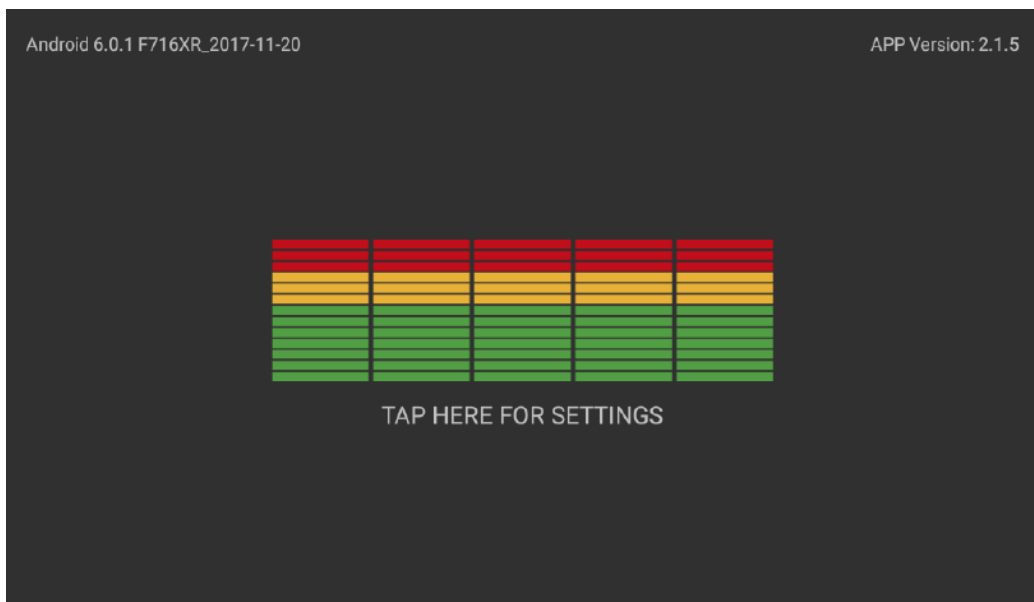 Android 6.0.1 F716XR_2017-11-20
APP Version: 2.1.5
TAP HERE FOR SETTINGS